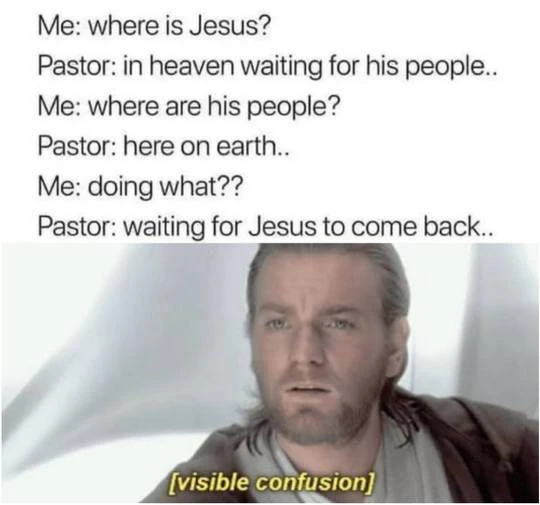 Me: where is Jesus?
Pastor: in heaven waiting for his people..
Me: where are his people?
Pastor: here on earth..
Me: doing what??
Pastor: waiting for Jesus to come back..
[visible confusion]